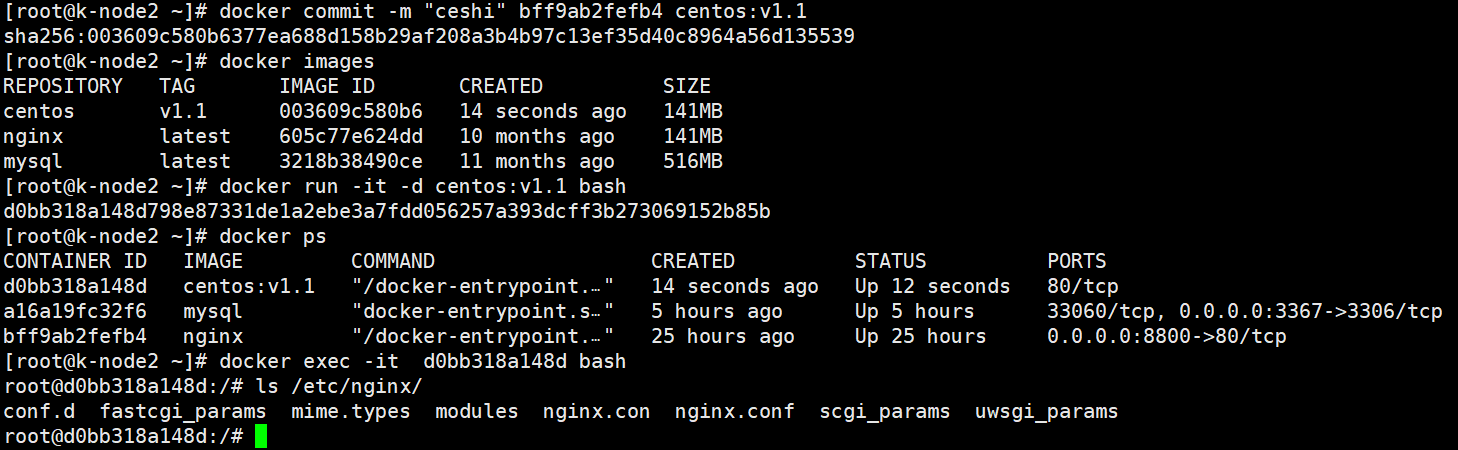 [root@k-node2 ~]# docker commit -m "ceshi" bff9ab2fefb4 centos:v1.1
sha256:003609c580b6377ea688d158b29af208a3b4b97c13ef35d40c8964a56d135539
[root@k-node2 ~]# docker images
REPOSITORY   TAG       IMAGE ID       CREATED          SIZE
centos       v1.1      003609c580b6   14 seconds ago   141MB
nginx        latest    605c77e624dd   10 months ago    141MB
mysql        latest    3218b38490ce   11 months ago    516MB
[root@k-node2 ~]# docker run -it -d centos:v1.1 bash
d0bb318a148d798e87331de1a2ebe3a7fdd056257a393dcff3b273069152b85b
[root@k-node2 ~]# docker ps
CONTAINER ID   IMAGE         COMMAND                  CREATED          STATUS          PORTS
d0bb318a148d   centos:v1.1   "/docker-entrypoint.…"   14 seconds ago   Up 12 seconds   80/tcp
a16a19fc32f6   mysql         "docker-entrypoint.s…"   5 hours ago      Up 5 hours      33060/tcp, 0.0.0.0:3367->3306/tcp
bff9ab2fefb4   nginx         "/docker-entrypoint.…"   25 hours ago     Up 25 hours     0.0.0.0:8800->80/tcp
[root@k-node2 ~]# docker exec -it  d0bb318a148d bash
root@d0bb318a148d:/# ls /etc/nginx/
conf.d  fastcgi_params  mime.types  modules  nginx.con  nginx.conf  scgi_params  uwsgi_params
root@d0bb318a148d:/#